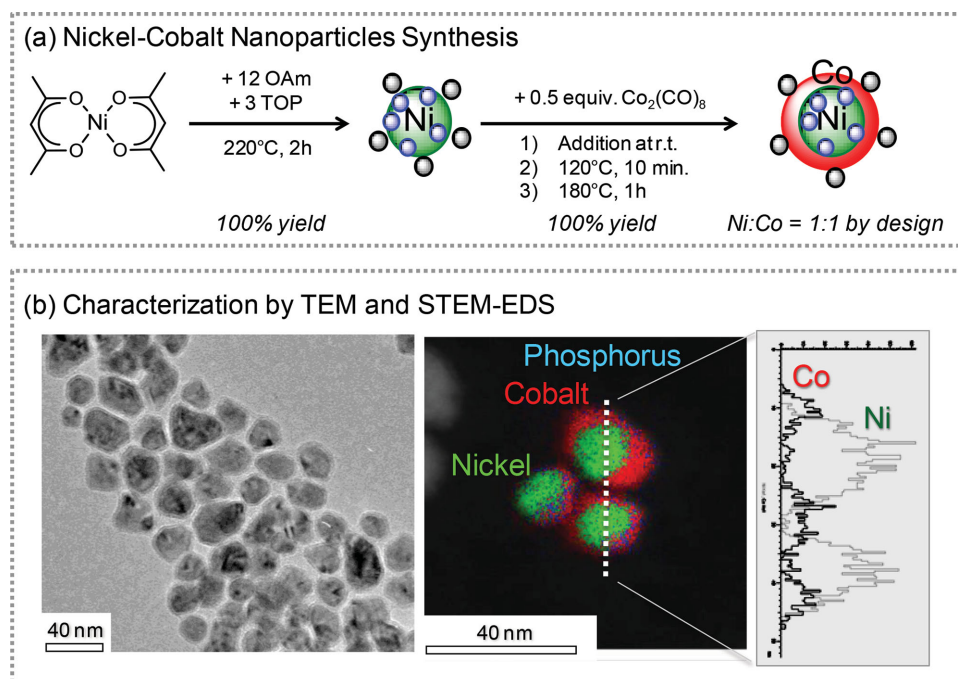 (a) Nickel-Cobalt Nanoparticles Synthesis
O
O
Ni
O
O
+ 12 OAm
+ 3 TOP
220°C, 2h
100% yield
Ni
+ 0.5 equiv. Co₂(CO)₈
1) Addition at r.t.
2) 120°C, 10 min.
3) 180°C, 1h
100% yield
Co
Ni
Ni:Co = 1:1 by design
(b) Characterization by TEM and STEM-EDS
40 nm
Phosphorus
Cobalt
Nickel
40 nm
Co
Ni